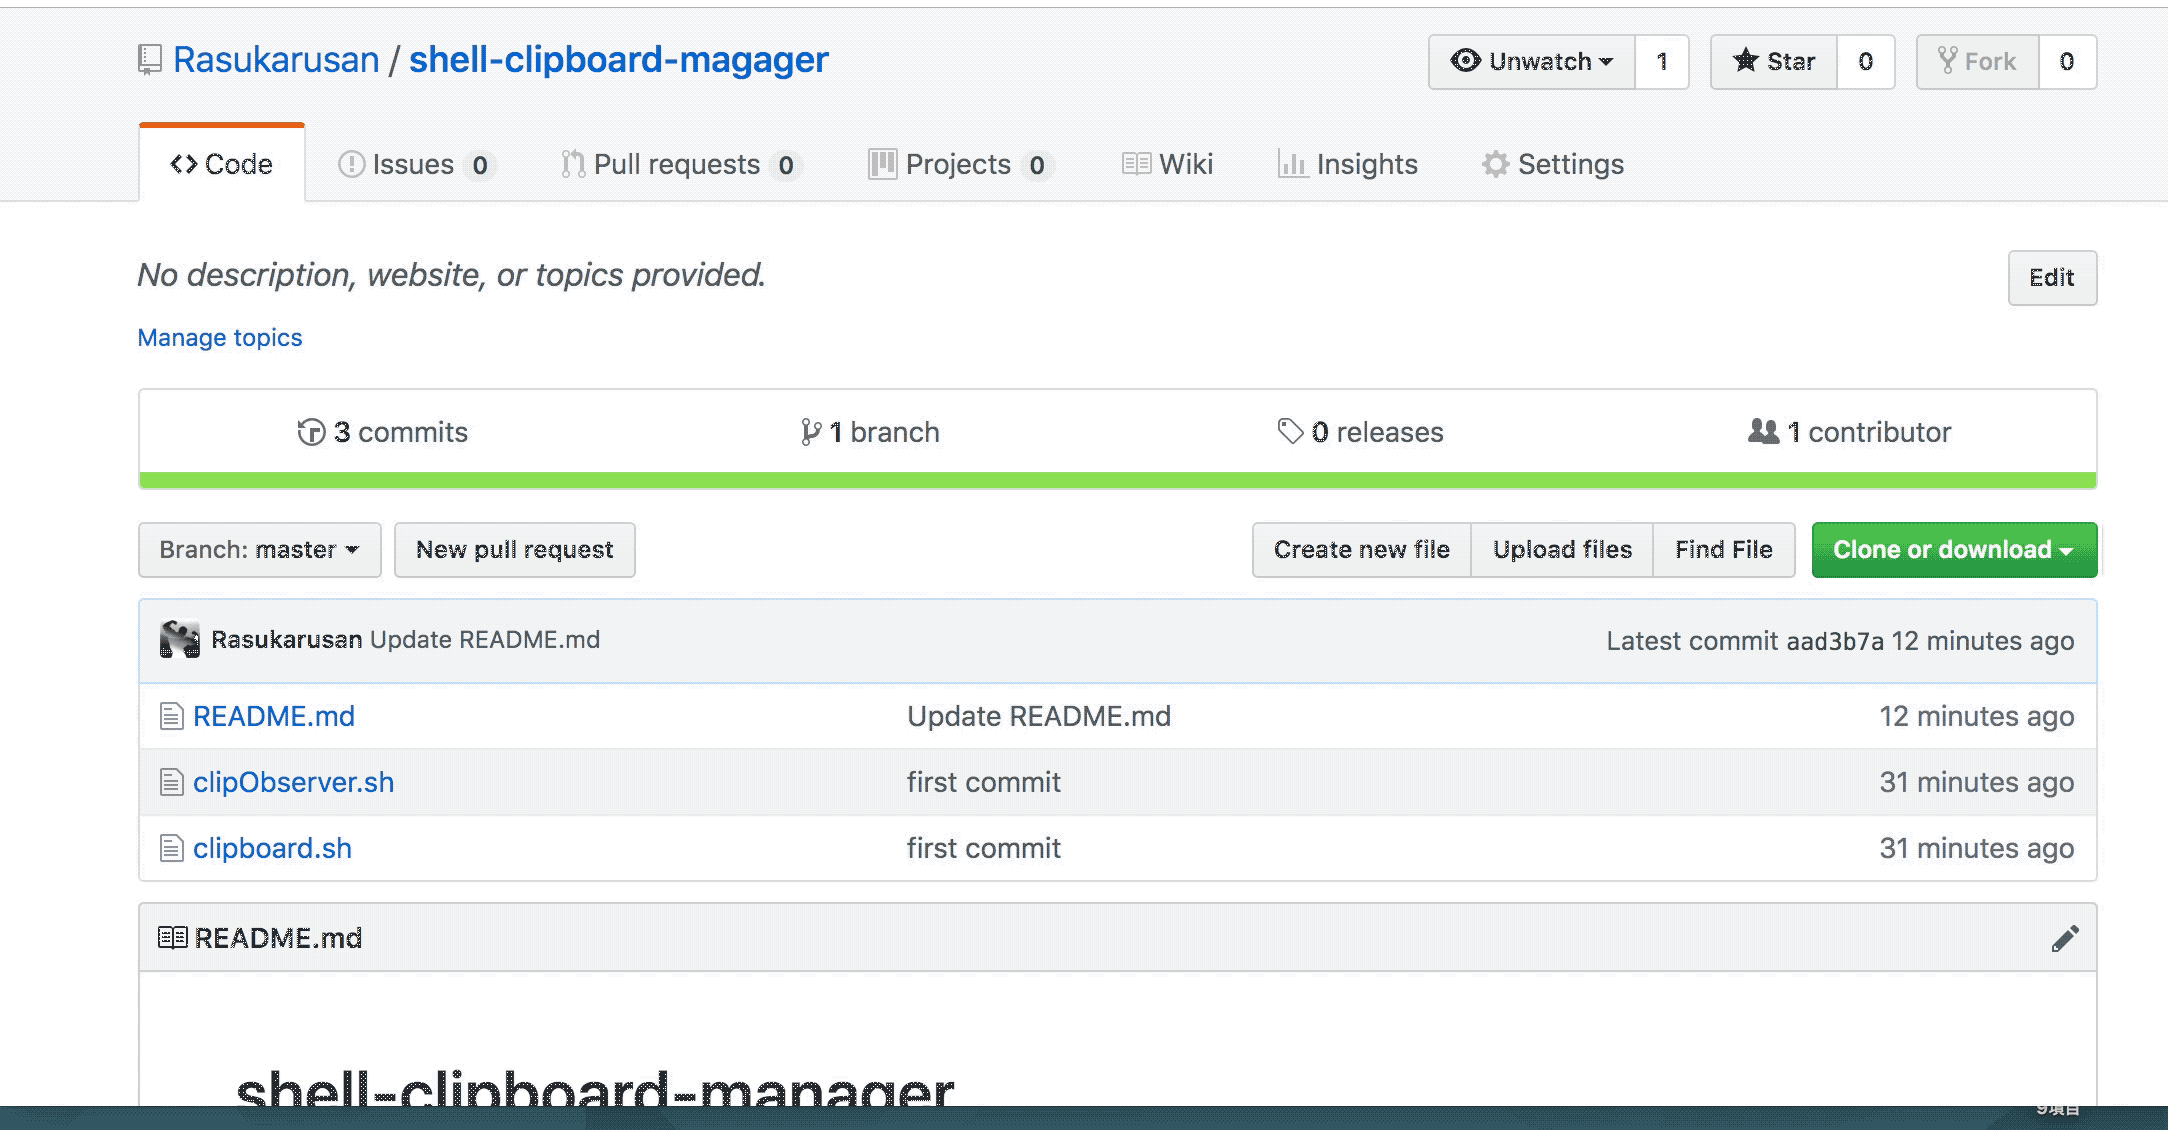 Rasukarusan / shell-clipboard-magager
Unwatch 1 Star 0 Fork 0
Code Issues 0 Pull requests 0 Projects 0 Wiki Insights Settings
No description, website, or topics provided.
Edit
Manage topics
3 commits 1 branch 0 releases 1 contributor
Branch: master New pull request Create new file Upload files Find File Clone or download
Rasukarusan Update README.md Latest commit aad3b7a 12 minutes ago
README.md Update README.md 12 minutes ago
clipObserver.sh first commit 31 minutes ago
clipboard.sh first commit 31 minutes ago
README.md
shell-clipboard-manager
9項目